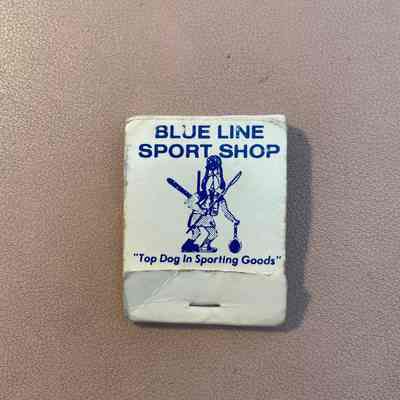 BLUE LINE
SPORT SHOP
"Top Dog In Sporting Goods"